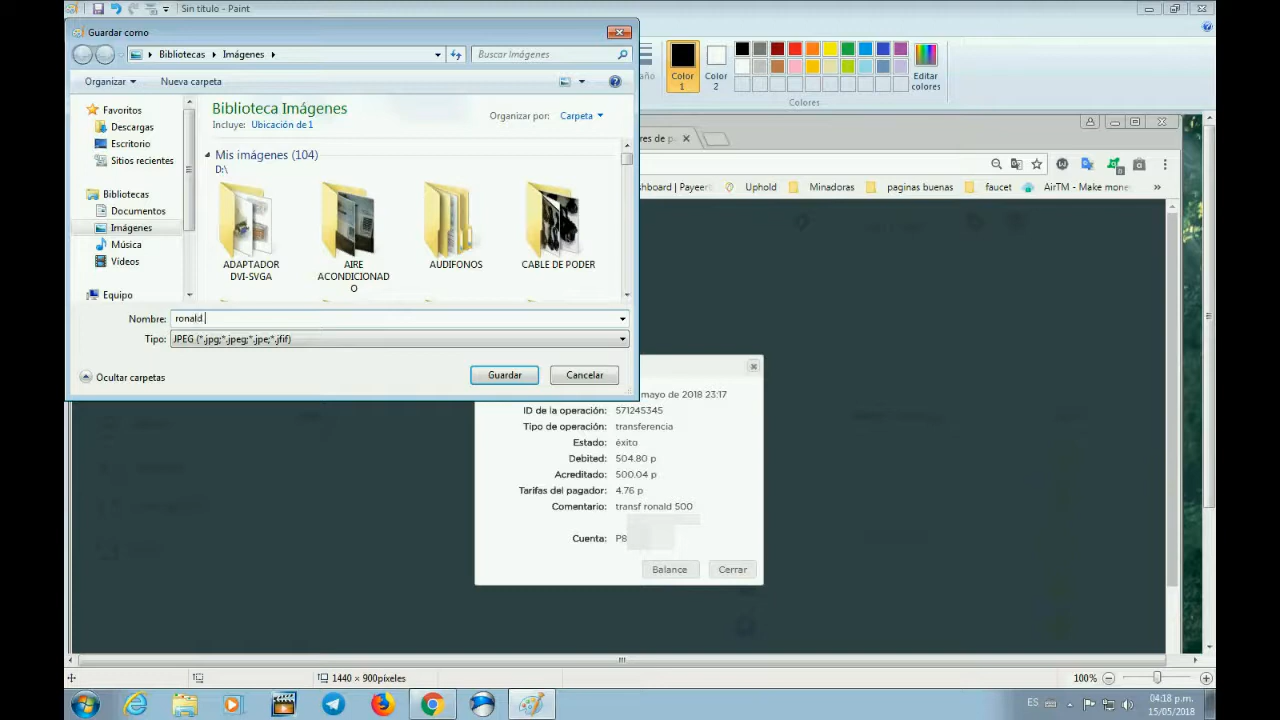 Sin título - Paint
Guardar como
Bibliotecas
Imágenes
Buscar Imágenes
Organizar
Nueva carpeta
Color 1
Color 2
Editar colores
Colores
Favoritos
Descargas
Escritorio
Sitios recientes
Bibliotecas
Documentos
Imágenes
Música
Vídeos
Equipo
Biblioteca Imágenes
Incluye: Ubicación de 1
Organizar por: Carpeta
Mis imágenes (104)
D:\
ADAPTADOR DVI-SVGA
AIRE ACONDICIONADO
AUDIFONOS
CABLE DE PODER
res de p
hboard | Payeer
Uphold
Minadoras
paginas buenas
faucet
AirTM - Make mone
Nombre: ronald
Tipo: JPEG (*.jpg;*.jpeg;*.jpe;*.jfif)
Ocultar carpetas
Guardar
Cancelar
mayo de 2018 23:17
ID de la operación: 571245345
Tipo de operación: transferencia
Estado: éxito
Debited: 504.80 р
Acreditado: 500.04 р
Tarifas del pagador: 4.76 р
Comentario: transf ronald 500
Cuenta: P8
Balance
Cerrar
1440 × 900píxeles
100%
ES
04:18 p.m.
15/05/2018